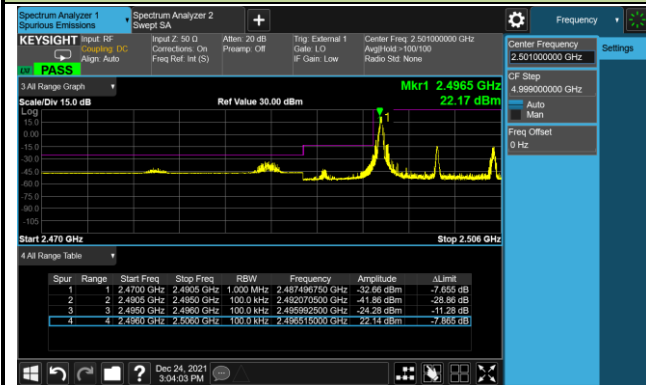 Spectrum Analyzer 1
Spurious Emissions
Spectrum Analyzer 2
Swept SA
+
Frequency
KEYSIGHT
Input: RF
Coupling: DC
Align: Auto
Input Z: 50 Ω
Corrections: On
Freq Ref: Int (S)
Atten: 20 dB
Preamp: Off
Trig: External 1
Gate: LO
IF Gain: Low
Center Freq: 2.501000000 GHz
Avg|Hold:>100/100
Radio Std: None
LW PASS
Center Frequency
2.501000000 GHz
Settings
CF Step
4.999000000 GHz
Auto
Man
Freq Offset
0 Hz
3 All Range Graph
Mkr1 2.4965 GHz
Scale/Div 15.0 dB
Ref Value 30.00 dBm
22.17 dBm
Log
15.0
0.00
-15.0
-30.0
-45.0
-60.0
-75.0
-90.0
-105
1
Start 2.470 GHz
Stop 2.506 GHz
4 All Range Table
Spur Range Start Freq Stop Freq RBW Frequency Amplitude ΔLimit
1 1 2.4700 GHz 2.4905 GHz 1.000 MHz 2.487496750 GHz -32.66 dBm -7.655 dB
2 2 2.4905 GHz 2.4950 GHz 100.0 kHz 2.492070500 GHz -41.86 dBm -28.86 dB
3 3 2.4950 GHz 2.4960 GHz 100.0 kHz 2.495992500 GHz -24.28 dBm -11.28 dB
4 4 2.4960 GHz 2.5060 GHz 100.0 kHz 2.496515000 GHz 22.14 dBm -7.865 dB
?
Dec 24, 2021
3:04:03 PM